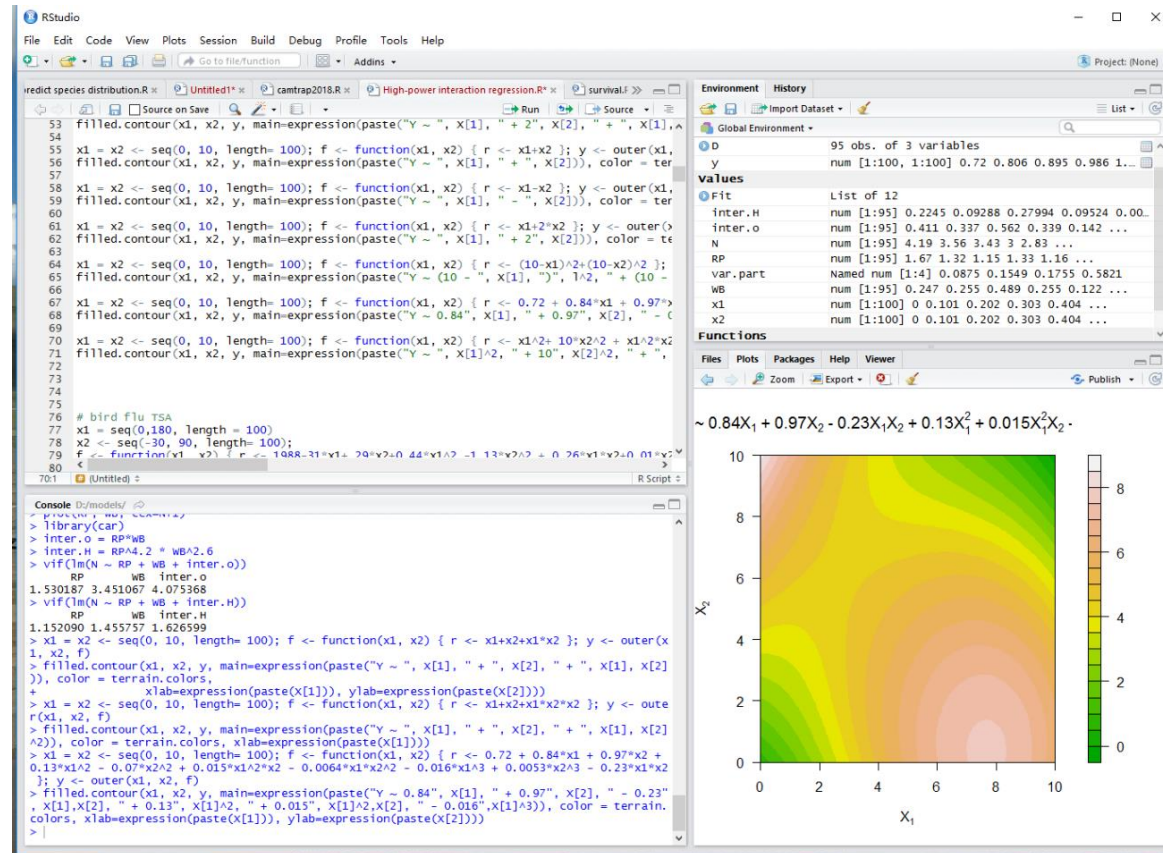 RStudio
File Edit Code View Plots Session Build Debug Profile Tools Help
Go to file/function Addins Project: (None)
redict species distribution.R Untitled1* camtrap2018.R High-power interaction regression.R* survival.
Source on Save Run Source
53 filled.contour(x1, x2, y, main=expression(paste("Y ~ ", X[1], " + 2", X[2], " + ", X[1],
54
55 x1 = x2 <- seq(0, 10, length= 100); f <- function(x1, x2) { r <- x1+x2 }; y <- outer(x1,
56 filled.contour(x1, x2, y, main=expression(paste("Y ~ ", X[1], " + ", X[2])), color = ter
57
58 x1 = x2 <- seq(0, 10, length= 100); f <- function(x1, x2) { r <- x1-x2 }; y <- outer(x1,
59 filled.contour(x1, x2, y, main=expression(paste("Y ~ ", X[1], " - ", X[2])), color = ter
60
61 x1 = x2 <- seq(0, 10, length= 100); f <- function(x1, x2) { r <- x1+2*x2 }; y <- outer(x
62 filled.contour(x1, x2, y, main=expression(paste("Y ~ ", X[1], " + 2", X[2])), color = te
63
64 x1 = x2 <- seq(0, 10, length= 100); f <- function(x1, x2) { r <- (10-x1)^2+(10-x2)^2 };
65 filled.contour(x1, x2, y, main=expression(paste("Y ~ (10 - ", X[1], ")", l^2, " + (10 -
66
67 x1 = x2 <- seq(0, 10, length= 100); f <- function(x1, x2) { r <- 0.72 + 0.84*x1 + 0.97*x
68 filled.contour(x1, x2, y, main=expression(paste("Y ~ 0.84", X[1], " + 0.97", X[2], " - 0
69
70 x1 = x2 <- seq(0, 10, length= 100); f <- function(x1, x2) { r <- x1^2+ 10*x2^2 + x1^2*x2
71 filled.contour(x1, x2, y, main=expression(paste("Y ~ ", X[1]^2, " + 10", X[2]^2, " + ",
72
73
74
75
76 # bird flu TSA
77 x1 = seq(0,180, length = 100)
78 x2 <- seq(-30, 90, length= 100);
79 f <- function(x1, x2) { r <- 1988-31*x1+ 29*x2+0.44*x1^2 -1.13*x2^2 + 0.26*x1*x2+0.01*x2
80
70:1 (Untitled) R Script
Console D:/models/
> library(car)
> inter.o = RP*WB
> inter.H = RP^4.2 * WB^2.6
> vif(lm(N ~ RP + WB + inter.o))
RP WB inter.o
1.530187 3.451067 4.075368
> vif(lm(N ~ RP + WB + inter.H))
RP WB inter.H
1.152090 1.455757 1.626599
> x1 = x2 <- seq(0, 10, length= 100); f <- function(x1, x2) { r <- x1+x2+x1*x2 }; y <- outer(x
1, x2, f)
> filled.contour(x1, x2, y, main=expression(paste("Y ~ ", X[1], " + ", X[2], " + ", X[1], X[2]
)), color = terrain.colors,
+ xlab=expression(paste(X[1])), ylab=expression(paste(X[2])))
> x1 = x2 <- seq(0, 10, length= 100); f <- function(x1, x2) { r <- x1+x2+x1*x2*x2 }; y <- oute
r(x1, x2, f)
> filled.contour(x1, x2, y, main=expression(paste("Y ~ ", X[1], " + ", X[2], " + ", X[1], X[2]
^2)), color = terrain.colors, xlab=expression(paste(X[1])))
> x1 = x2 <- seq(0, 10, length= 100); f <- function(x1, x2) { r <- 0.72 + 0.84*x1 + 0.97*x2 +
0.13*x1^2 - 0.07*x2^2 + 0.015*x1^2*x2 - 0.0064*x1*x2^2 - 0.016*x1^3 + 0.0053*x2^3 - 0.23*x1*x2
}; y <- outer(x1, x2, f)
> filled.contour(x1, x2, y, main=expression(paste("Y ~ 0.84", X[1], " + 0.97", X[2], " - 0.23"
, X[1],X[2], " + 0.13", X[1]^2, " + 0.015", X[1]^2,X[2], " - 0.016",X[1]^3)), color = terrain.
colors, xlab=expression(paste(X[1])), ylab=expression(paste(X[2])))
>
Environment History
Import Dataset List
Global Environment
D 95 obs. of 3 variables
y num [1:100, 1:100] 0.72 0.806 0.895 0.986 1...
Values
Fit List of 12
inter.H num [1:95] 0.2245 0.09288 0.27994 0.09524 0.00...
inter.o num [1:95] 0.411 0.337 0.562 0.339 0.142 ...
N num [1:95] 4.19 3.56 3.43 3 2.83 ...
RP num [1:95] 1.67 1.32 1.15 1.33 1.16 ...
var.part Named num [1:4] 0.0875 0.1549 0.1755 0.5821
WB num [1:95] 0.247 0.255 0.489 0.255 0.122 ...
x1 num [1:100] 0 0.101 0.202 0.303 0.404 ...
x2 num [1:100] 0 0.101 0.202 0.303 0.404 ...
Functions
Files Plots Packages Help Viewer
Zoom Export Publish
~ 0.84X₁ + 0.97X₂ - 0.23X₁X₂ + 0.13X₁² + 0.015X₁²X₂ -
10
8
6
4
2
0
X₂
0 2 4 6 8 10
X₁
8
6
4
2
0